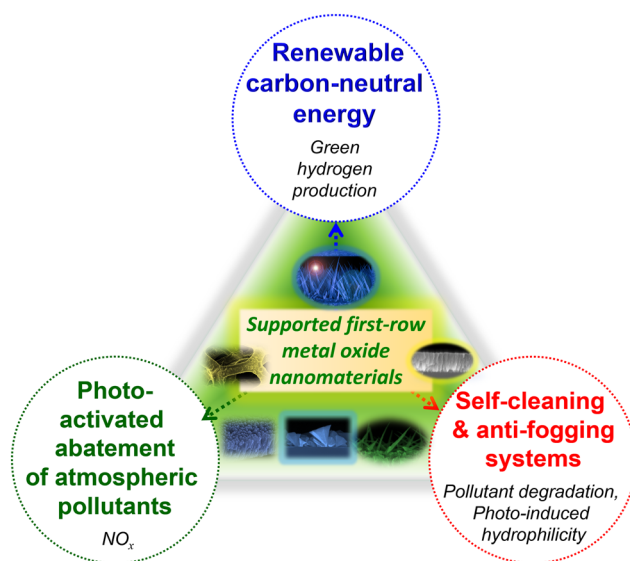 Renewable
carbon-neutral
energy
Green
hydrogen
production
Supported first-row
metal oxide
nanomaterials
Photo-
activated
abatement
of atmospheric
pollutants
NOx
Self-cleaning
& anti-fogging
systems
Pollutant degradation,
Photo-induced
hydrophilicity